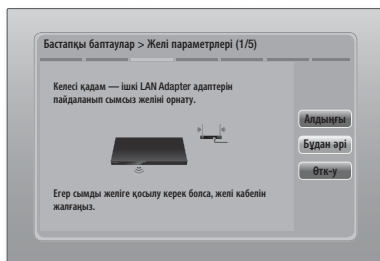 Бастапқы баптаулар > Желі параметрлері (1/5)
Келесі қадам — ішкі LAN Adapter адаптерін
пайдаланып сымсыз желіні орнату.
Алдыңғы
Бұдан әрі
Өтк-у
Егер сымды желіге қосылу керек болса, желі кабелін
жалғаңыз.